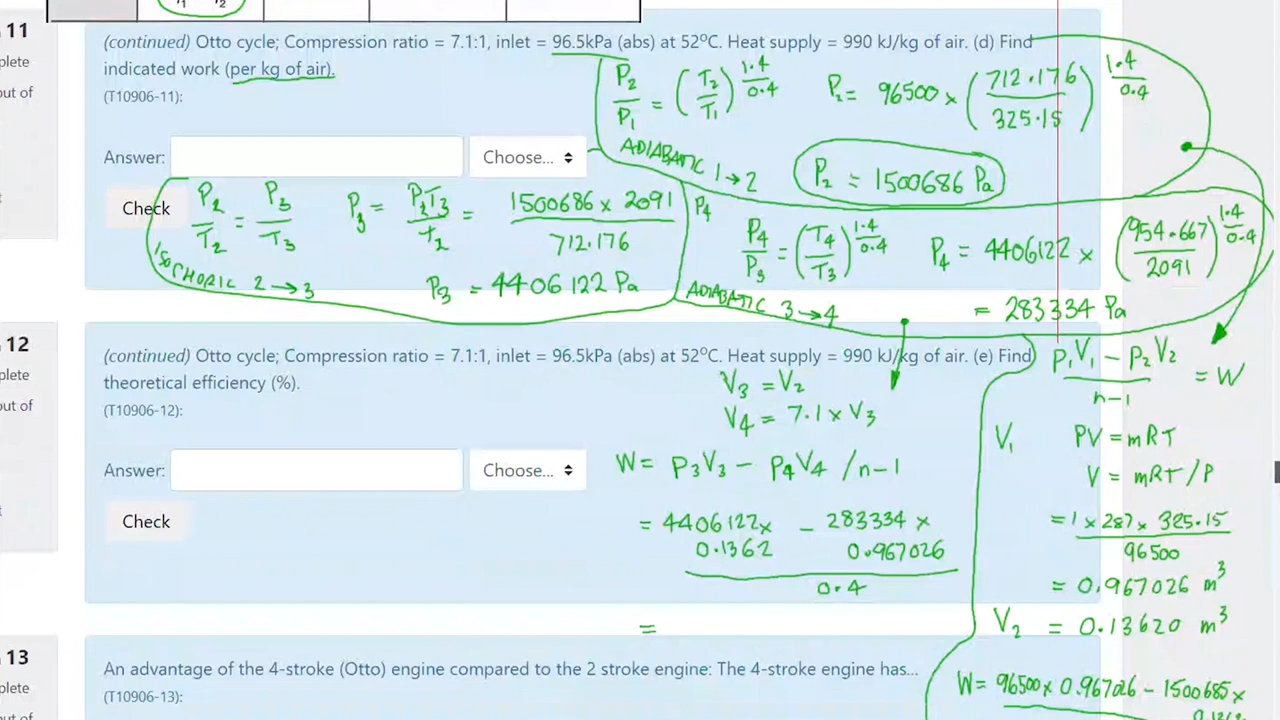 T₁ T₂
11
plete
out of
(continued) Otto cycle; Compression ratio = 7.1:1, inlet = 96.5kPa (abs) at 52°C. Heat supply = 990 kJ/kg of air. (d) Find
indicated work (per kg of air).
(T10906-11):
P₂/P₁ = (T₂/T₁)^(1.4/0.4)
P₂ = 96500 × (712.176/325.15)^(1.4/0.4)
ADIABATIC 1→2
P₂ = 1500686 Pa
Answer:
Choose...
Check
P₂/T₂ = P₃/T₃
P₃ = P₂T₃/T₂ = 1500686 × 2091/712.176
ISOCHORIC 2→3
P₃ = 4406122 Pa
P₄
P₄/P₃ = (T₄/T₃)^(1.4/0.4)
P₄ = 4406122 × (954.667/2091)^(1.4/0.4)
ADIABATIC 3→4
= 283334 Pa
12
plete
out of
(continued) Otto cycle; Compression ratio = 7.1:1, inlet = 96.5kPa (abs) at 52°C. Heat supply = 990 kJ/kg of air. (e) Find
theoretical efficiency (%).
(T10906-12):
Answer:
Choose...
Check
V₃ = V₂
V₄ = 7.1 × V₃
W = P₃V₃ - P₄V₄ / n-1
= 4406122 × - 283334 ×
0.1362 0.967026
0.4
=
P₁V₁ - P₂V₂
n-1
= W
V₁ PV = mRT
V = mRT/P
= 1 × 287 × 325.15
96500
= 0.967026 m³
V₂ = 0.13620 m³
W = 96500 × 0.967026 - 1500685 ×
13
plete
out of
An advantage of the 4-stroke (Otto) engine compared to the 2 stroke engine: The 4-stroke engine has...
(T10906-13):